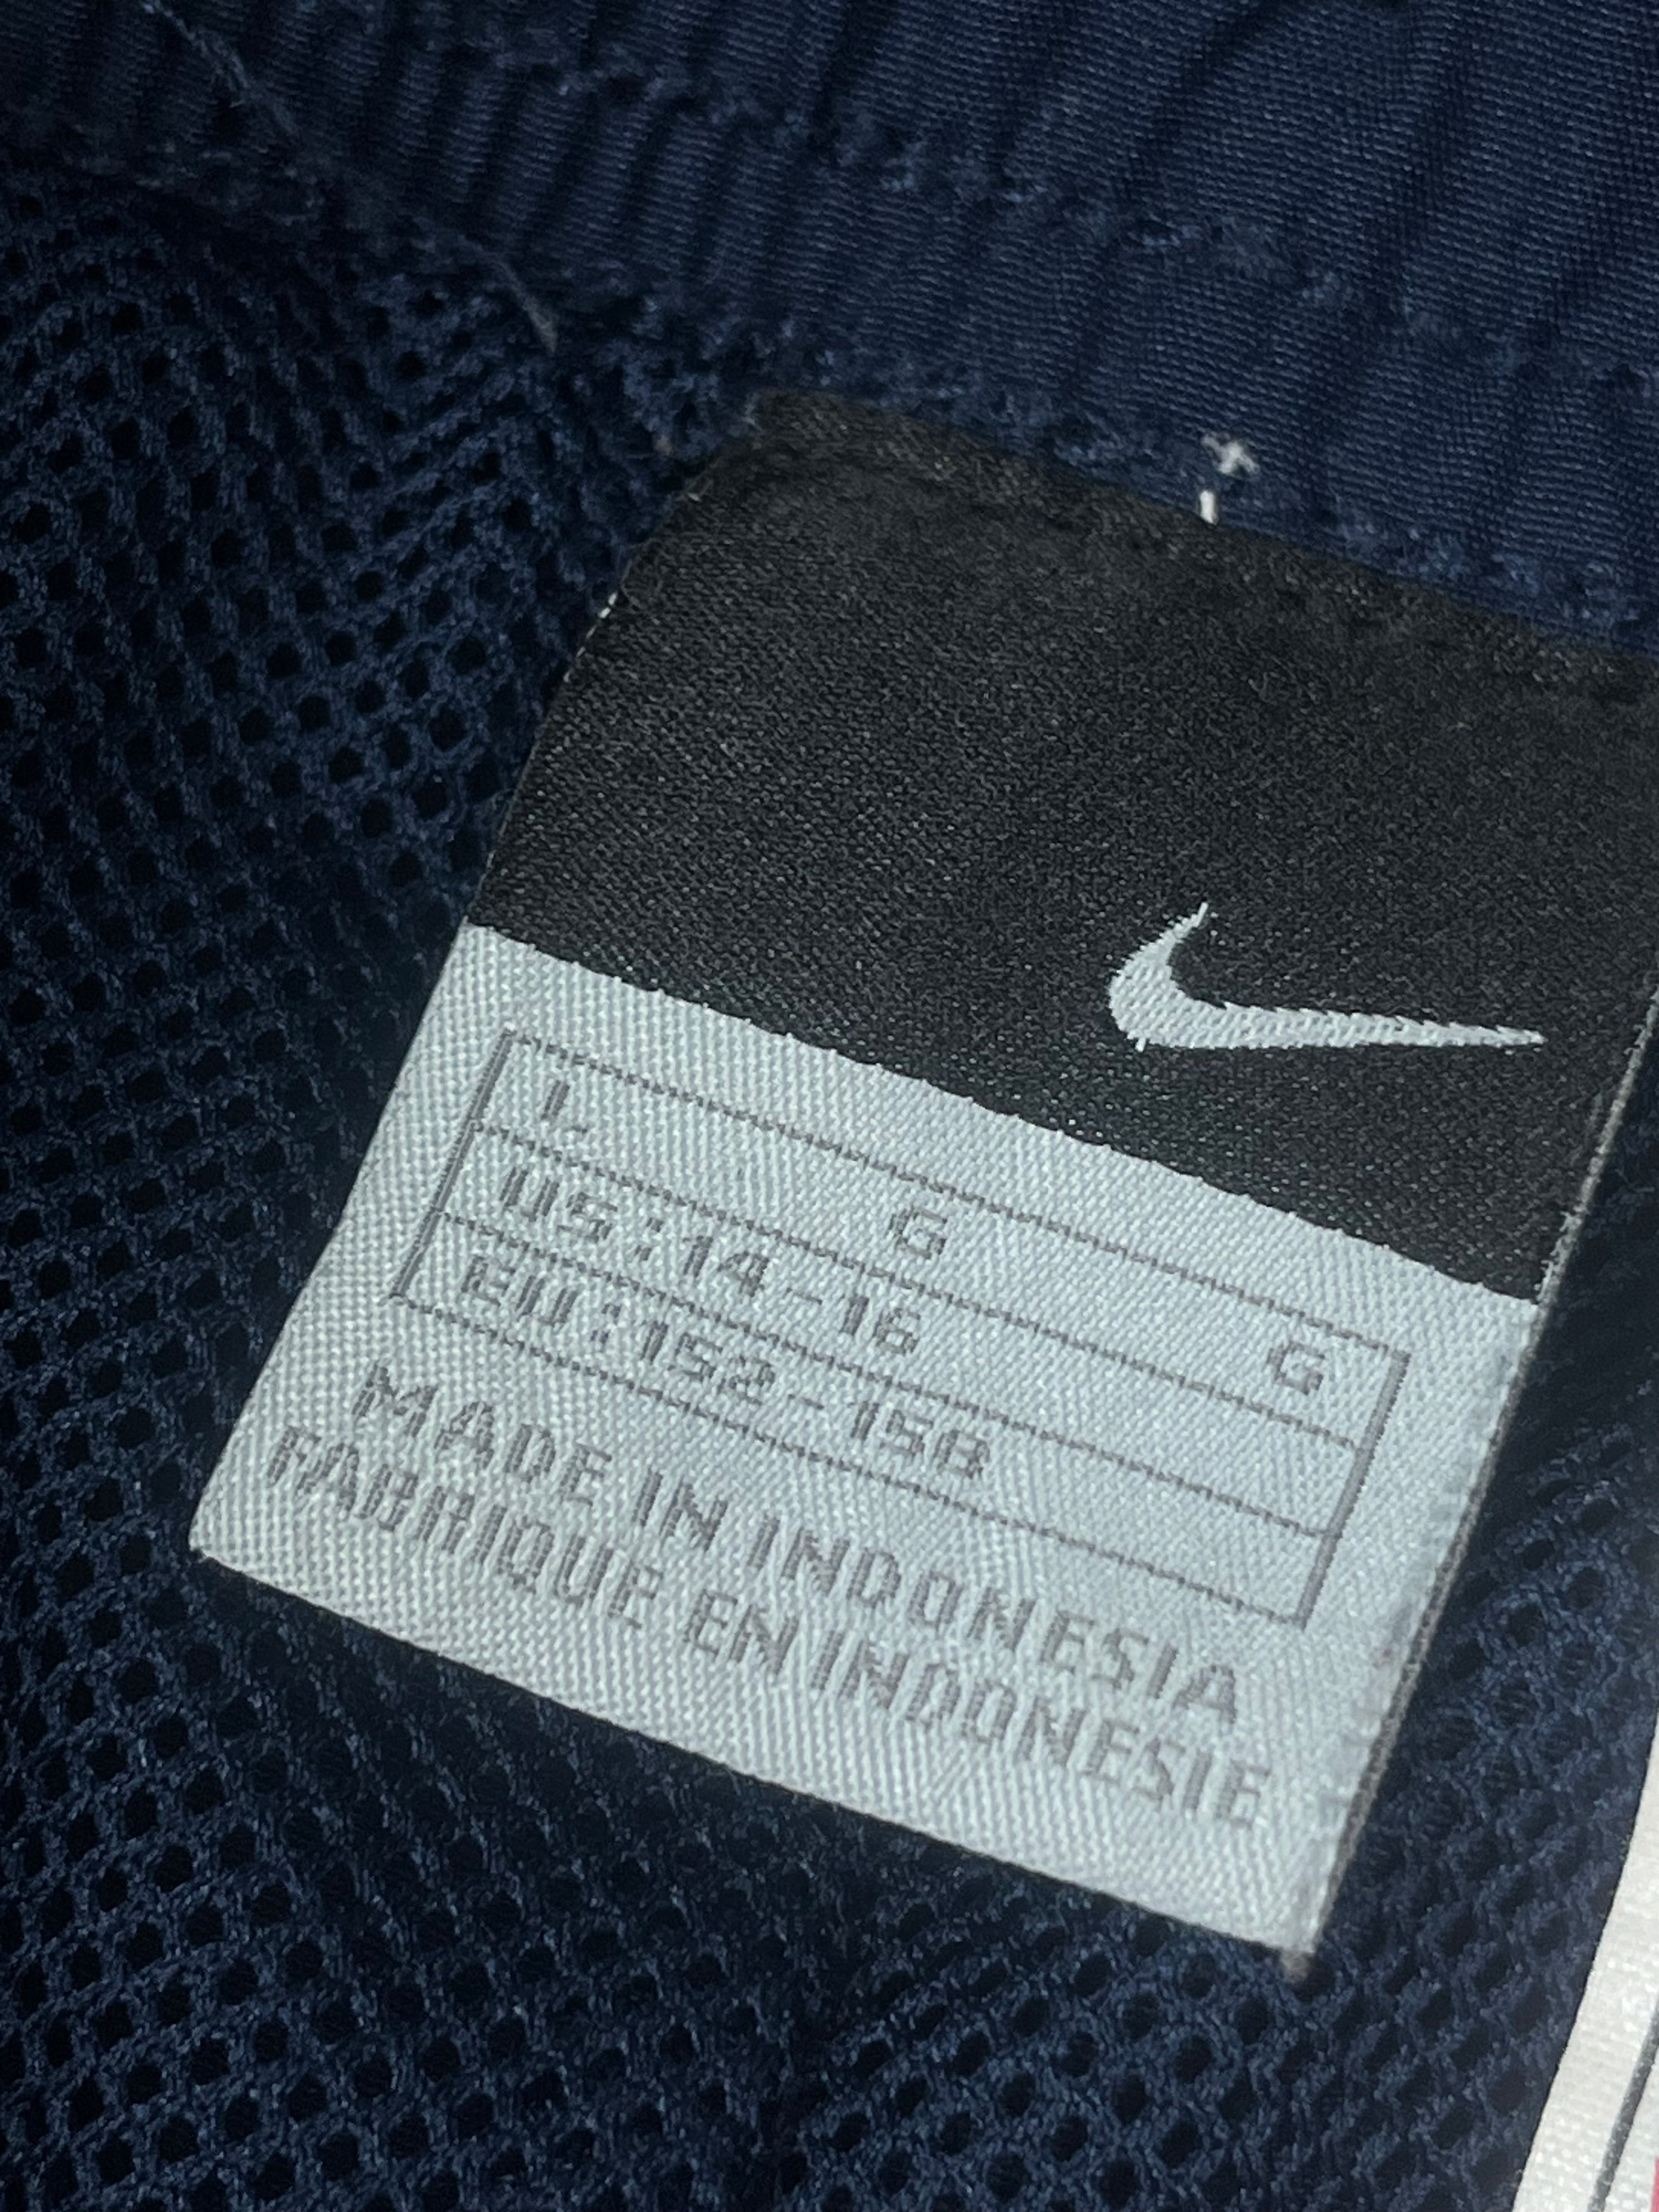 L G G
US:14-16
EU:152-158
MADE IN INDONESIA
FABRIQUE EN INDONESIE